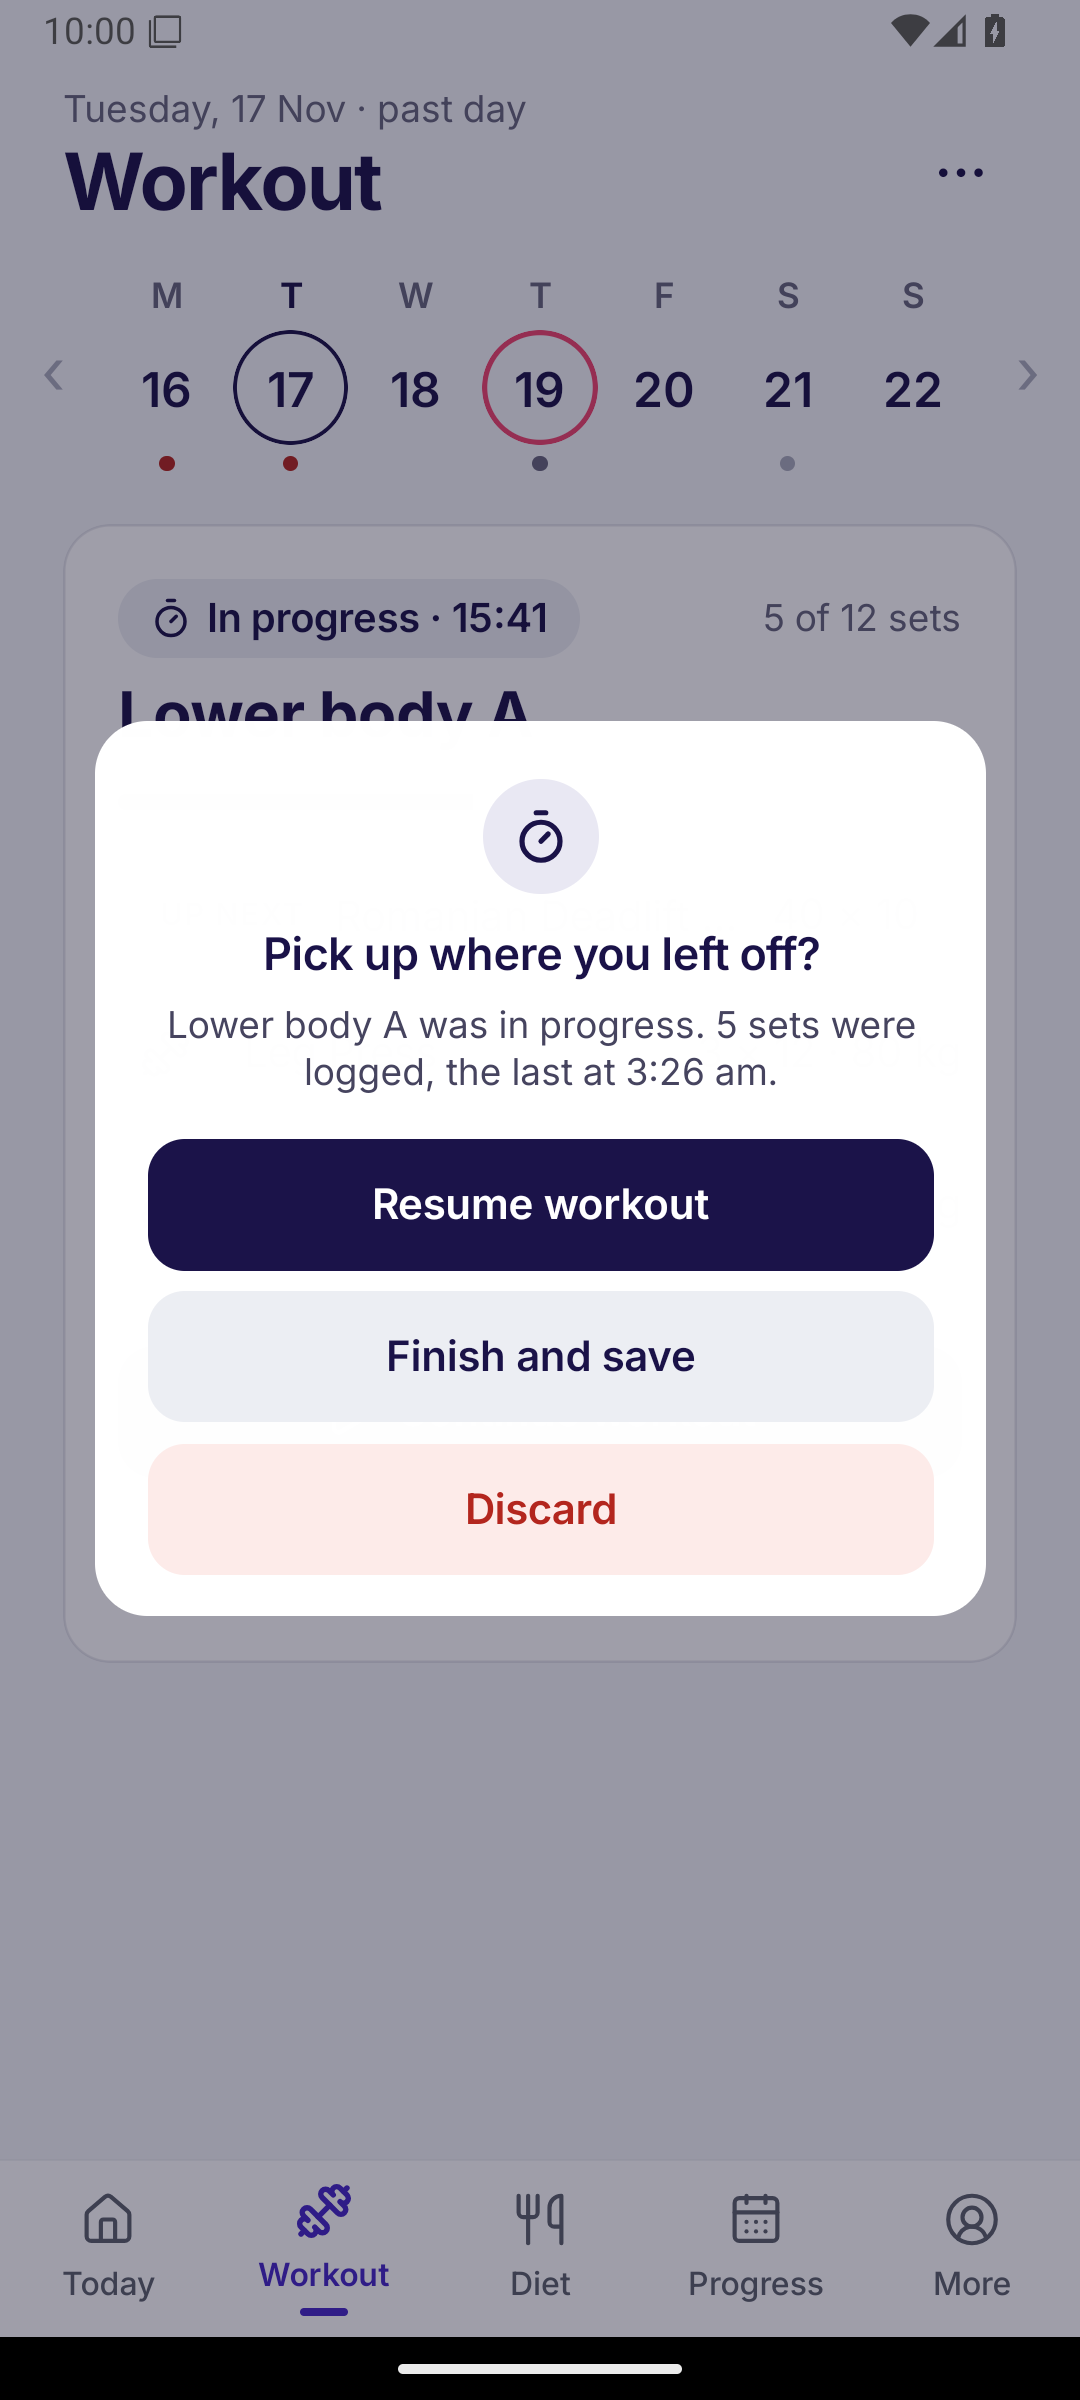 10:00
Tuesday, 17 Nov · past day
Workout
M T W T F S S
16 17 18 19 20 21 22
In progress · 15:41
5 of 12 sets
Lower body A
Pick up where you left off?
Lower body A was in progress. 5 sets were
logged, the last at 3:26 am.
Resume workout
Finish and save
Discard
Today
Workout
Diet
Progress
More